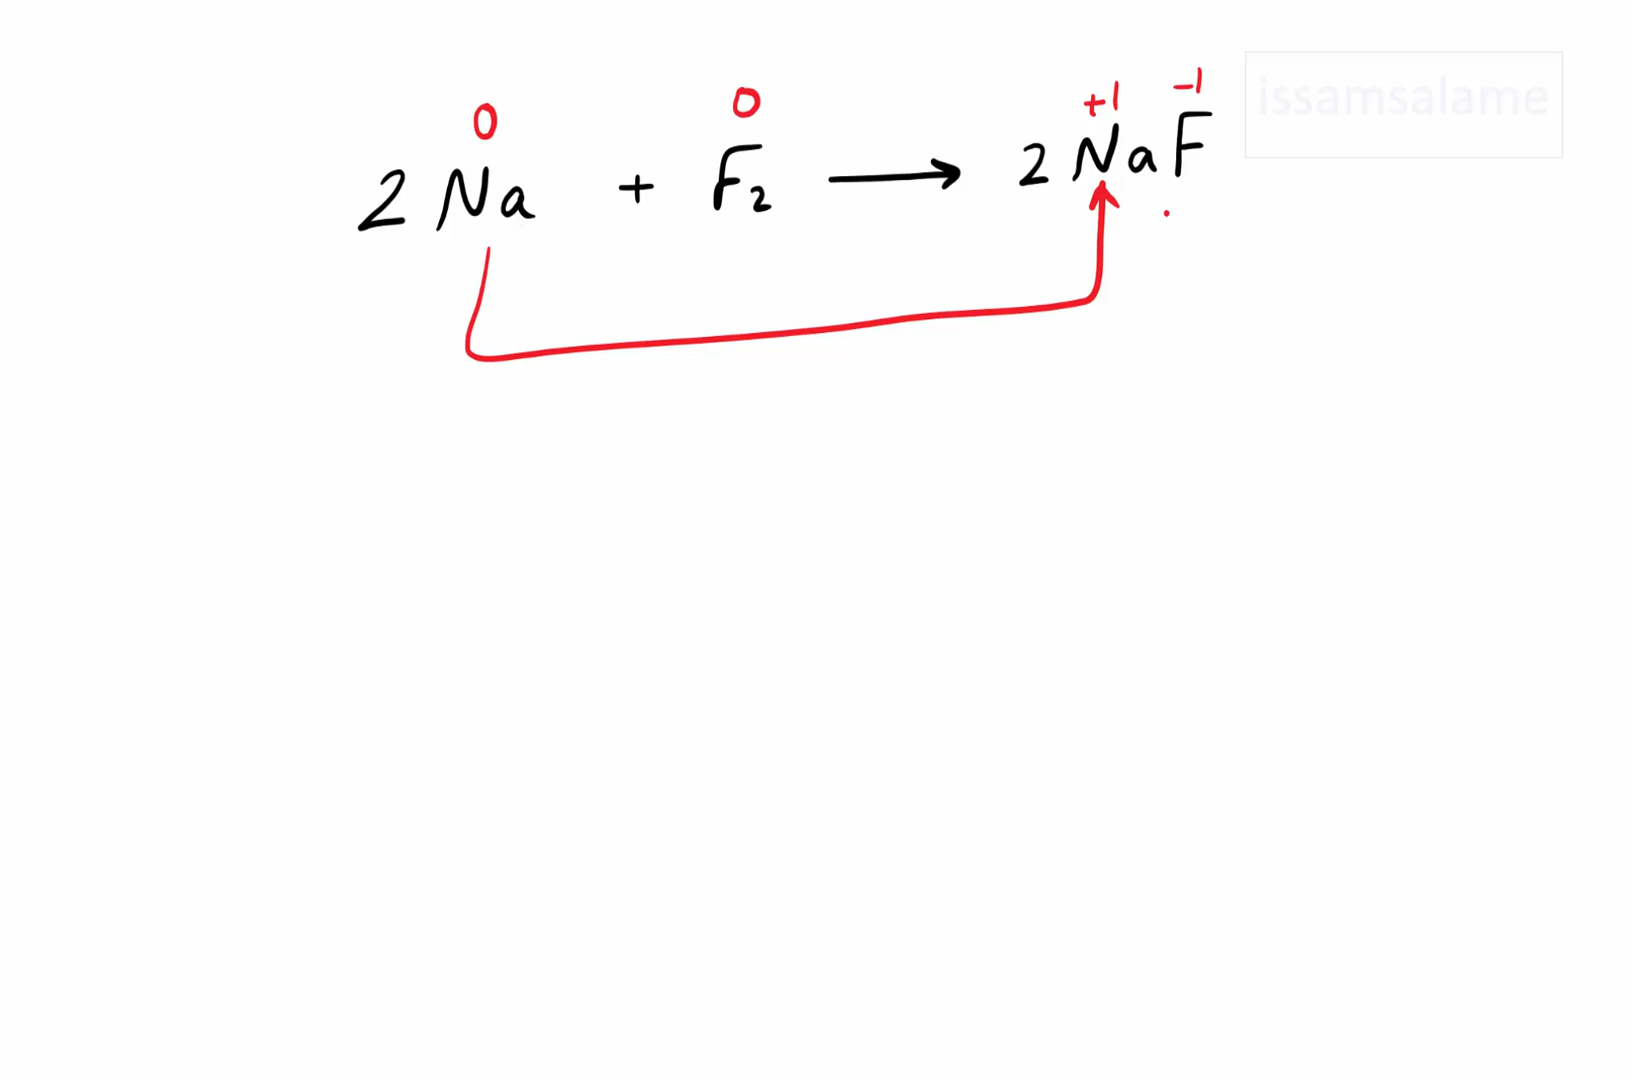 0 0 +1 -1
2 Na + F₂ → 2 NaF
issamsalame